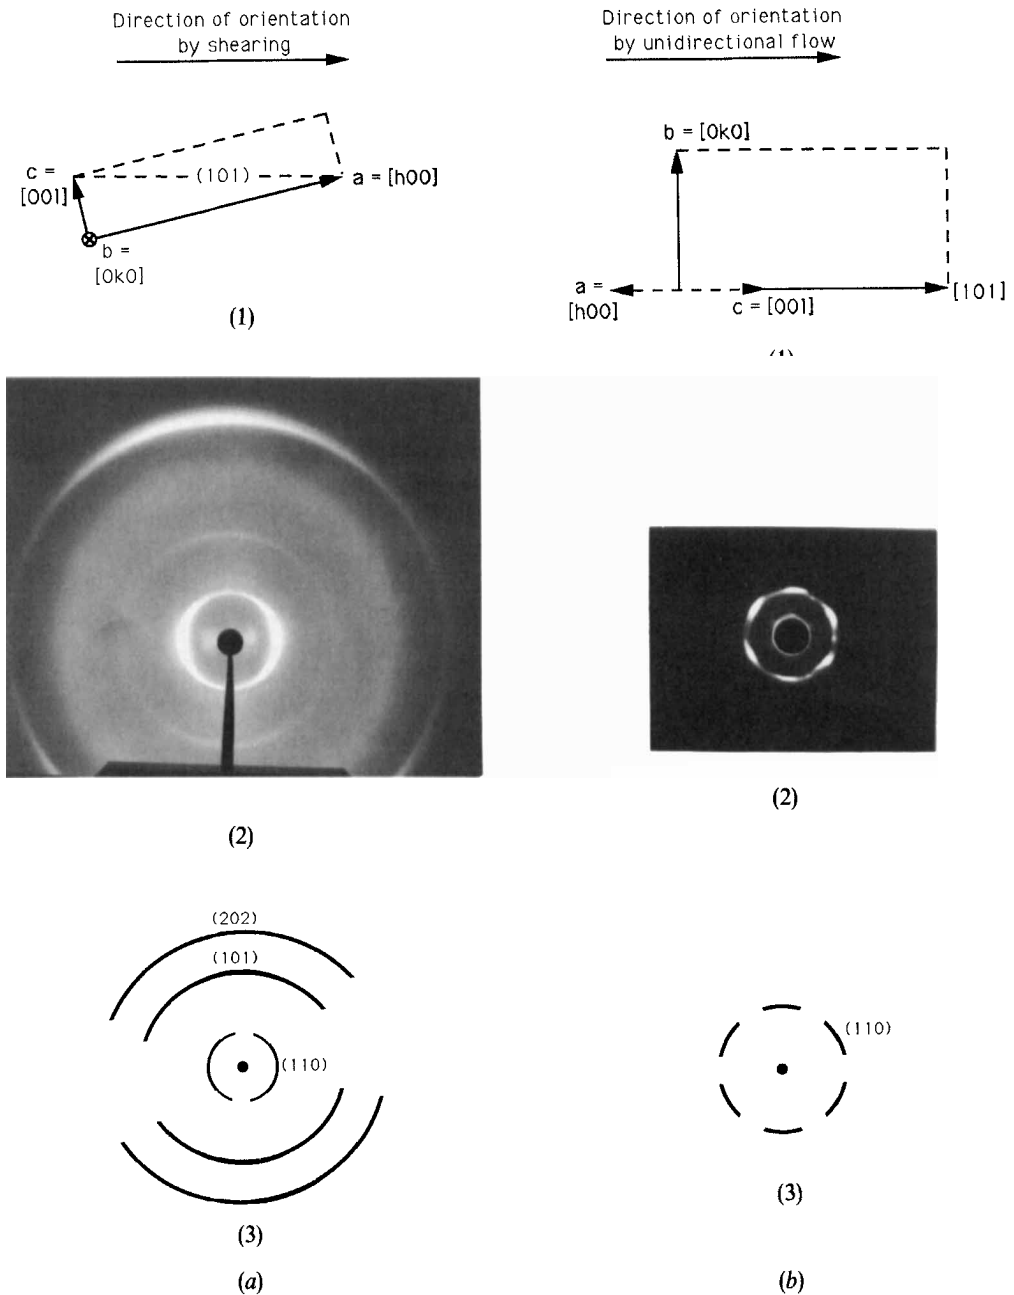 Direction of orientation
by shearing
c =
[001]
(101)
a = [h00]
b =
[0k0]
(1)
(2)
(202)
(101)
(110)
(3)
(a)
Direction of orientation
by unidirectional flow
b = [0k0]
a =
[h00]
c = [001]
[101]
(2)
(110)
(3)
(b)